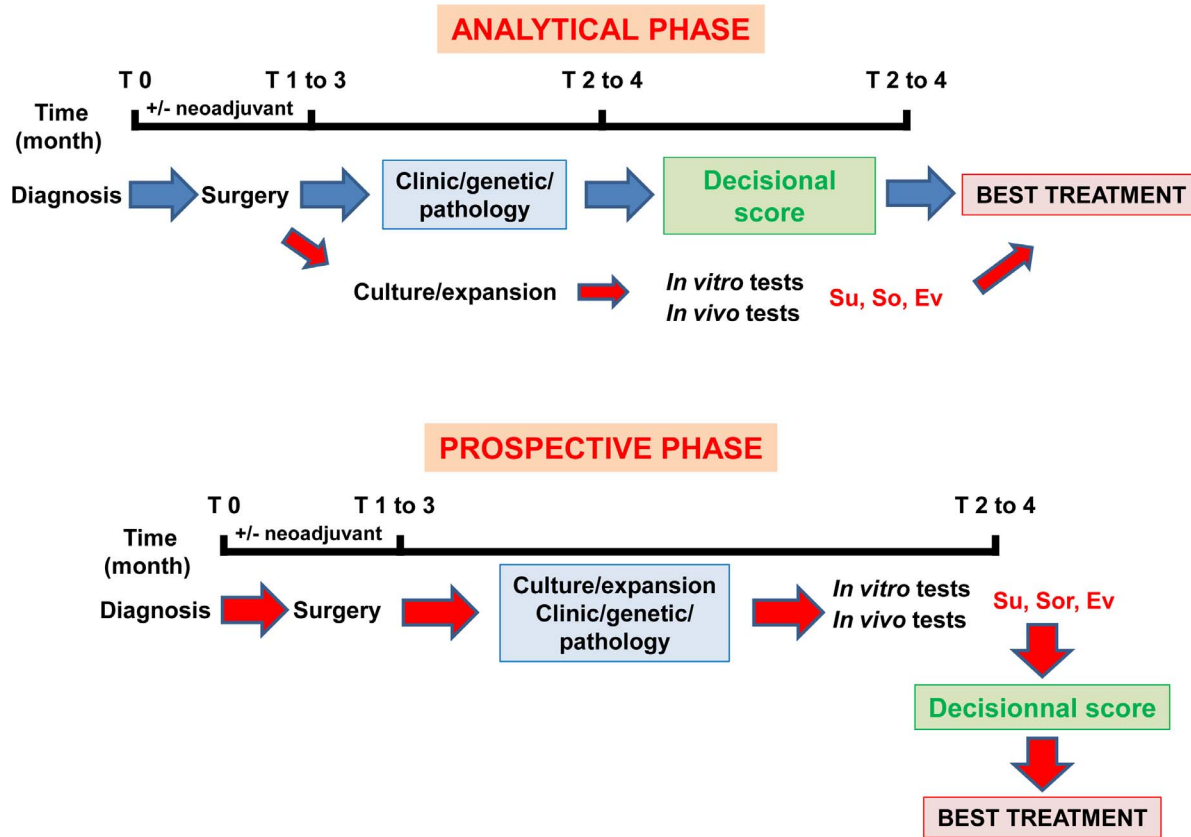 ANALYTICAL PHASE
T 0
T 1 to 3
T 2 to 4
T 2 to 4
Time
(month)
+/- neoadjuvant
Diagnosis
Surgery
Clinic/genetic/
pathology
Decisional
score
BEST TREATMENT
Culture/expansion
In vitro tests
In vivo tests
Su, So, Ev
PROSPECTIVE PHASE
T 0
T 1 to 3
T 2 to 4
Time
(month)
+/- neoadjuvant
Diagnosis
Surgery
Culture/expansion
Clinic/genetic/
pathology
In vitro tests
In vivo tests
Su, Sor, Ev
Decisionnal score
BEST TREATMENT